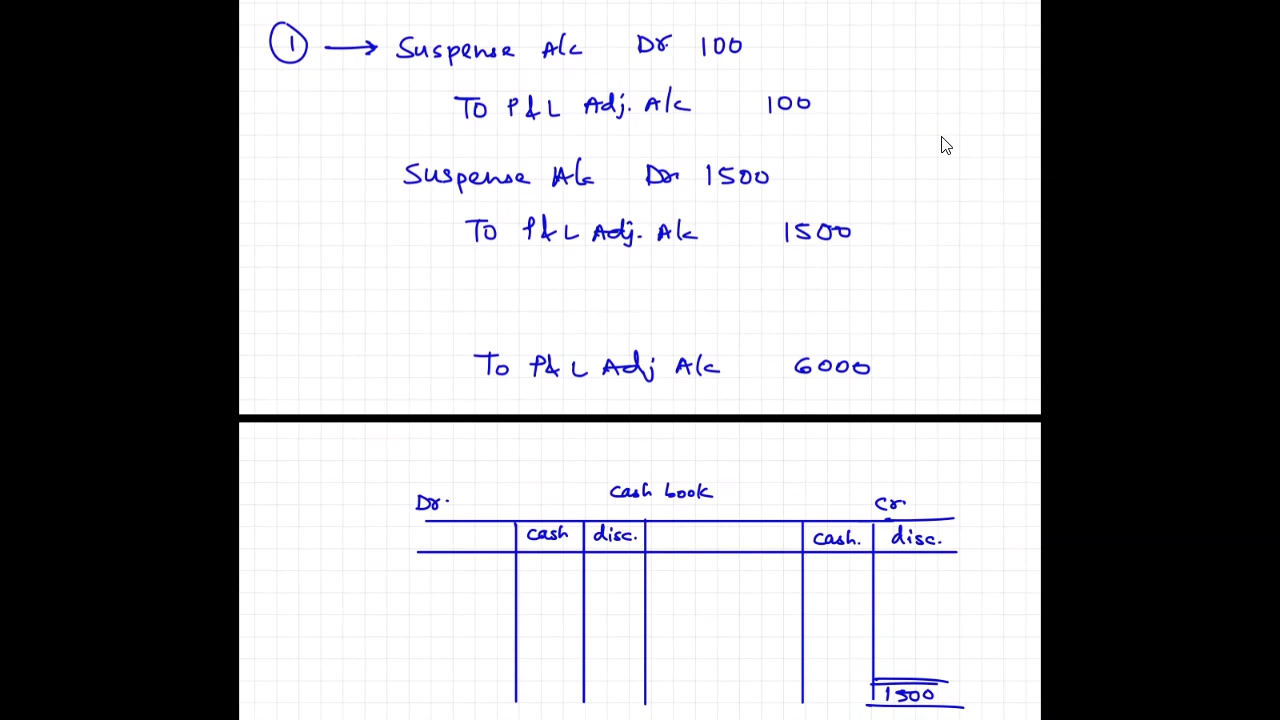 1 → Suspense A/c Dr. 100
To P & L Adj. A/c 100
Suspense A/c Dr 1500
To P & L Adj. A/c 1500
To P & L Adj A/c 6000
cash book
Dr. Cr.
cash disc. cash. disc.
1500